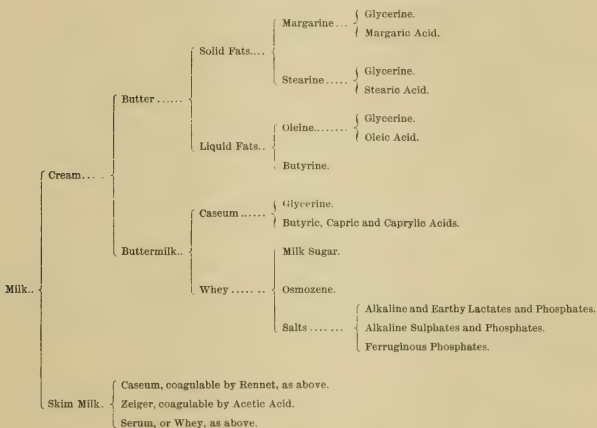 Glycerine.
Margarine...
Margaric Acid.
Solid Fats....
Glycerine.
Stearine.....
Stearic Acid.
Butter......
Glycerine.
Oleine........
Oleic Acid.
Liquid Fats..
Butyrine.
Cream....
Glycerine.
Caseum......
Butyric, Capric and Caprylic Acids.
Buttermilk..
Milk Sugar.
Milk..
Whey.......
Osmozene.
Alkaline and Earthy Lactates and Phosphates.
Salts.......
Alkaline Sulphates and Phosphates.
Ferruginous Phosphates.
Caseum, coagulable by Rennet, as above.
Skim Milk.
Zeiger, coagulable by Acetic Acid.
Serum, or Whey, as above.